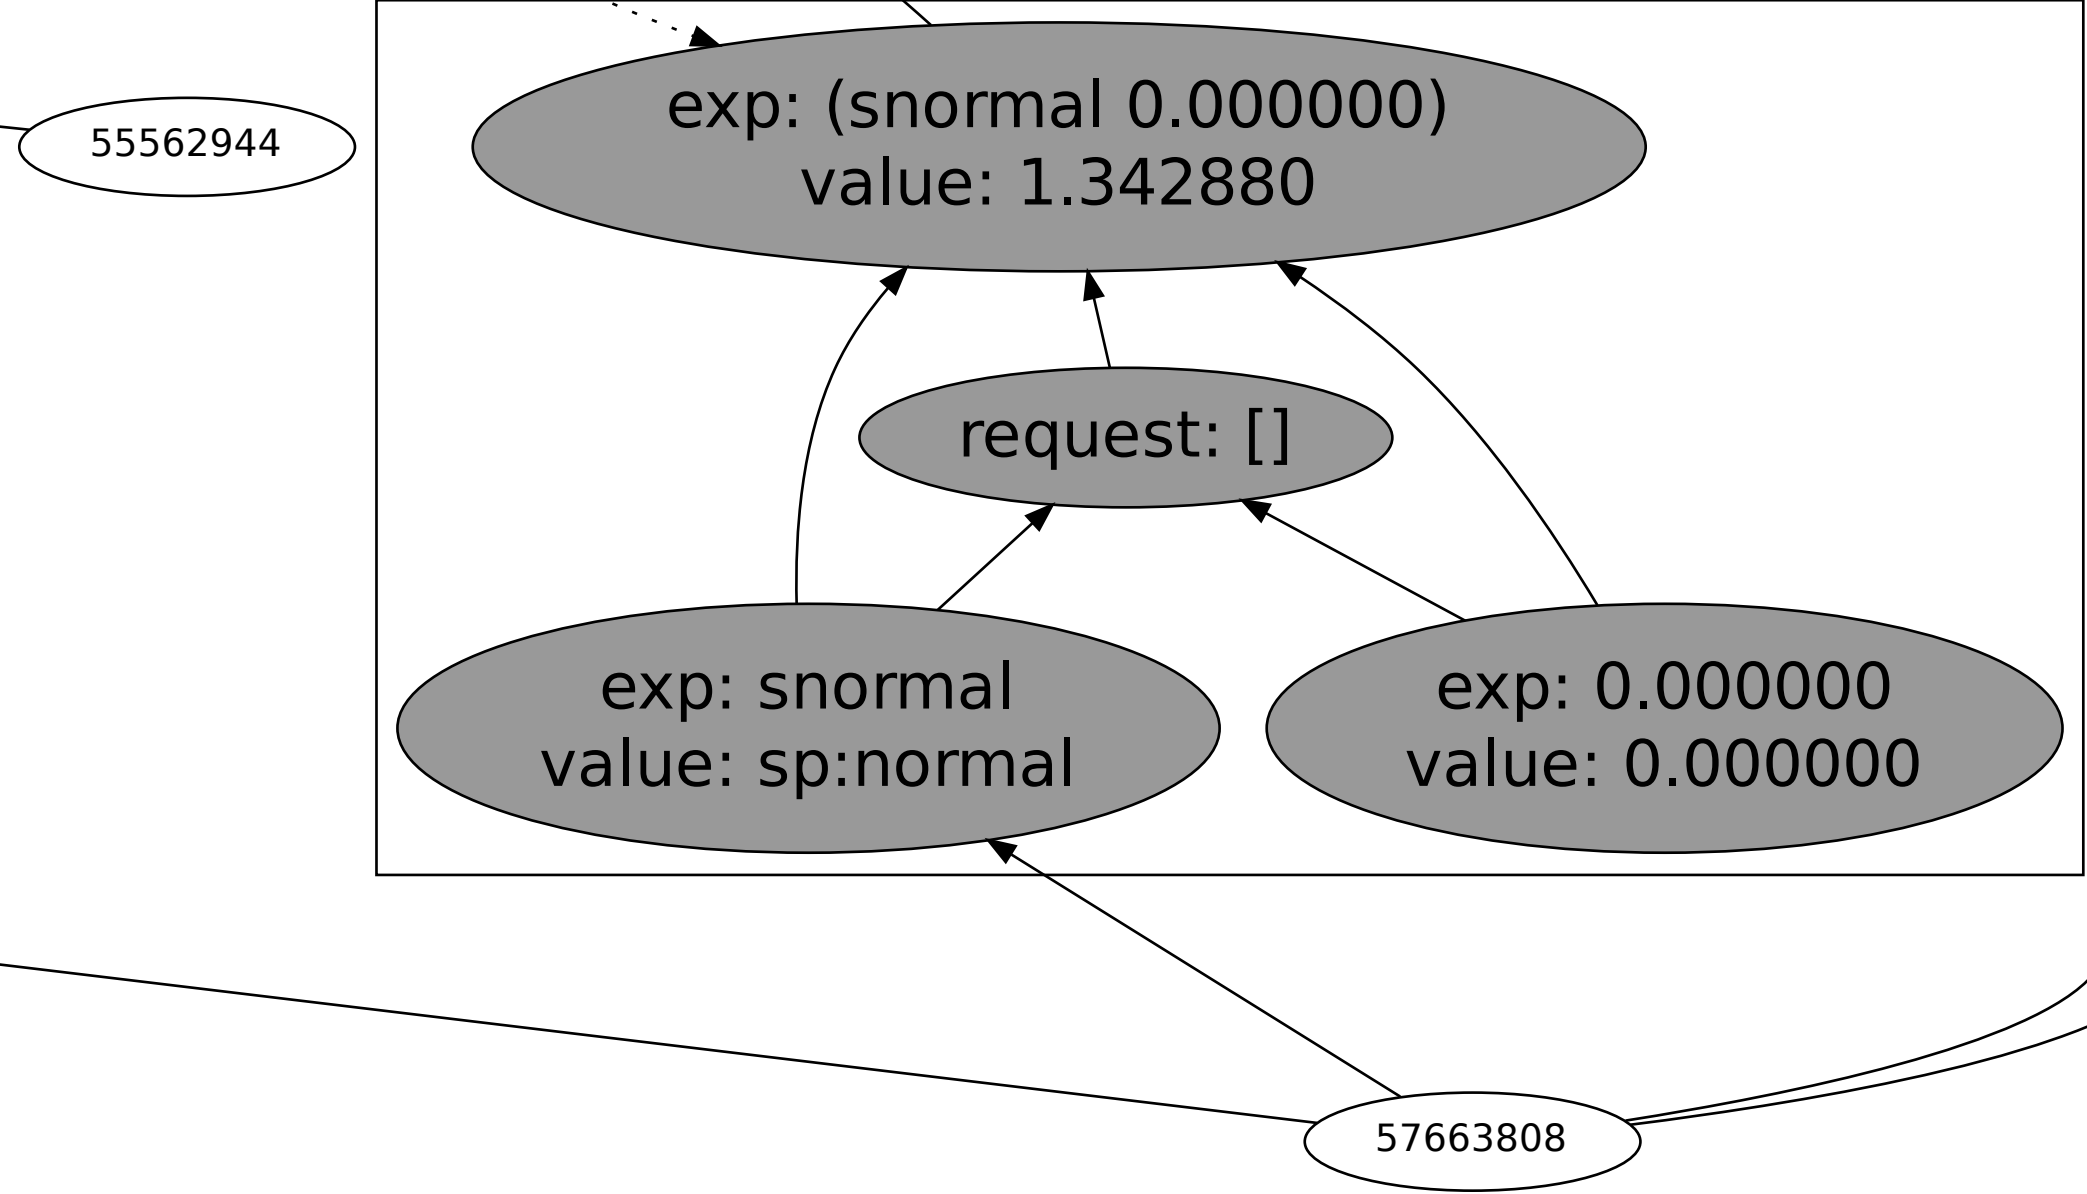 exp: (snormal 0.000000)
value: 1.342880
55562944
request: []
exp: snormal
value: sp:normal
exp: 0.000000
value: 0.000000
57663808